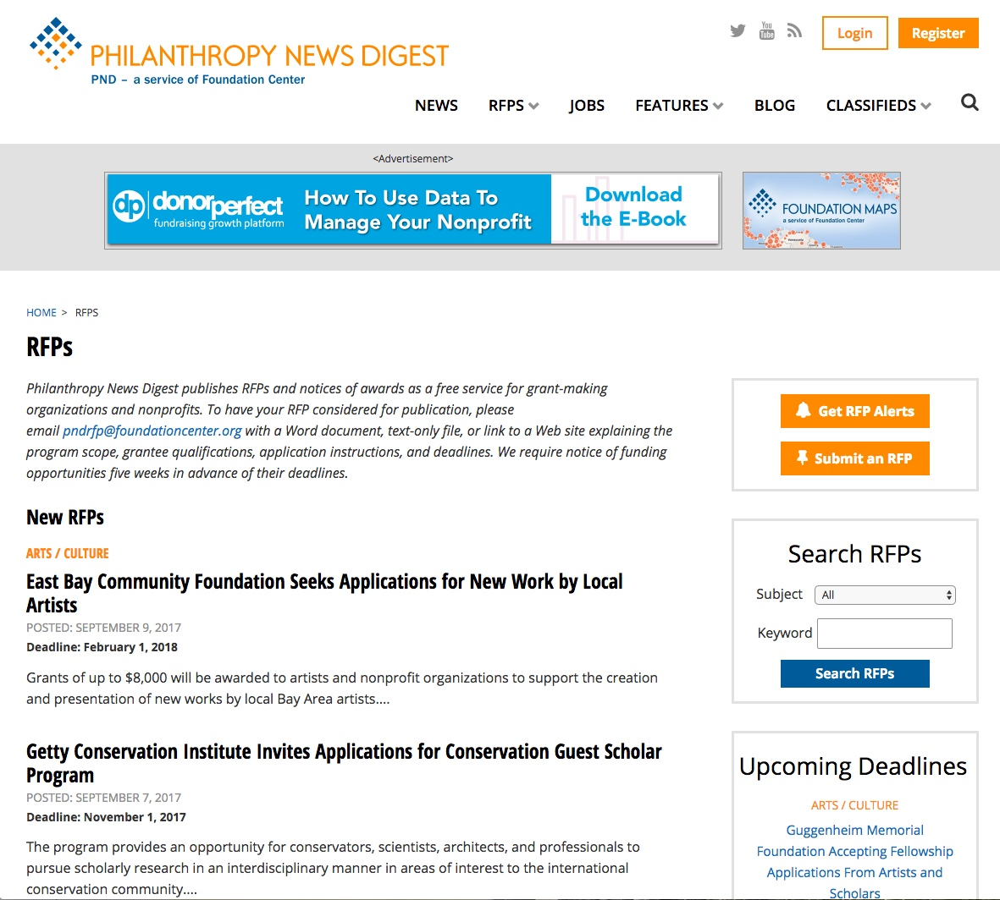 PHILANTHROPY NEWS DIGEST
PND – a service of Foundation Center
You
Tube
Login
Register
NEWS
RFPS
JOBS
FEATURES
BLOG
CLASSIFIEDS
<Advertisement>
dp donorperfect
fundraising growth platform
How To Use Data To
Manage Your Nonprofit
Download
the E-Book
FOUNDATION MAPS
a service of Foundation Center
Venezuela
HOME > RFPS
RFPs
Philanthropy News Digest publishes RFPs and notices of awards as a free service for grant-making
organizations and nonprofits. To have your RFP considered for publication, please
email pndrfp@foundationcenter.org with a Word document, text-only file, or link to a Web site explaining the
program scope, grantee qualifications, application instructions, and deadlines. We require notice of funding
opportunities five weeks in advance of their deadlines.
New RFPs
ARTS / CULTURE
East Bay Community Foundation Seeks Applications for New Work by Local
Artists
POSTED: SEPTEMBER 9, 2017
Deadline: February 1, 2018
Grants of up to $8,000 will be awarded to artists and nonprofit organizations to support the creation
and presentation of new works by local Bay Area artists....
Getty Conservation Institute Invites Applications for Conservation Guest Scholar
Program
POSTED: SEPTEMBER 7, 2017
Deadline: November 1, 2017
The program provides an opportunity for conservators, scientists, architects, and professionals to
pursue scholarly research in an interdisciplinary manner in areas of interest to the international
conservation community....
Get RFP Alerts
Submit an RFP
Search RFPs
Subject All
Keyword
Search RFPs
Upcoming Deadlines
ARTS / CULTURE
Guggenheim Memorial
Foundation Accepting Fellowship
Applications From Artists and
Scholars